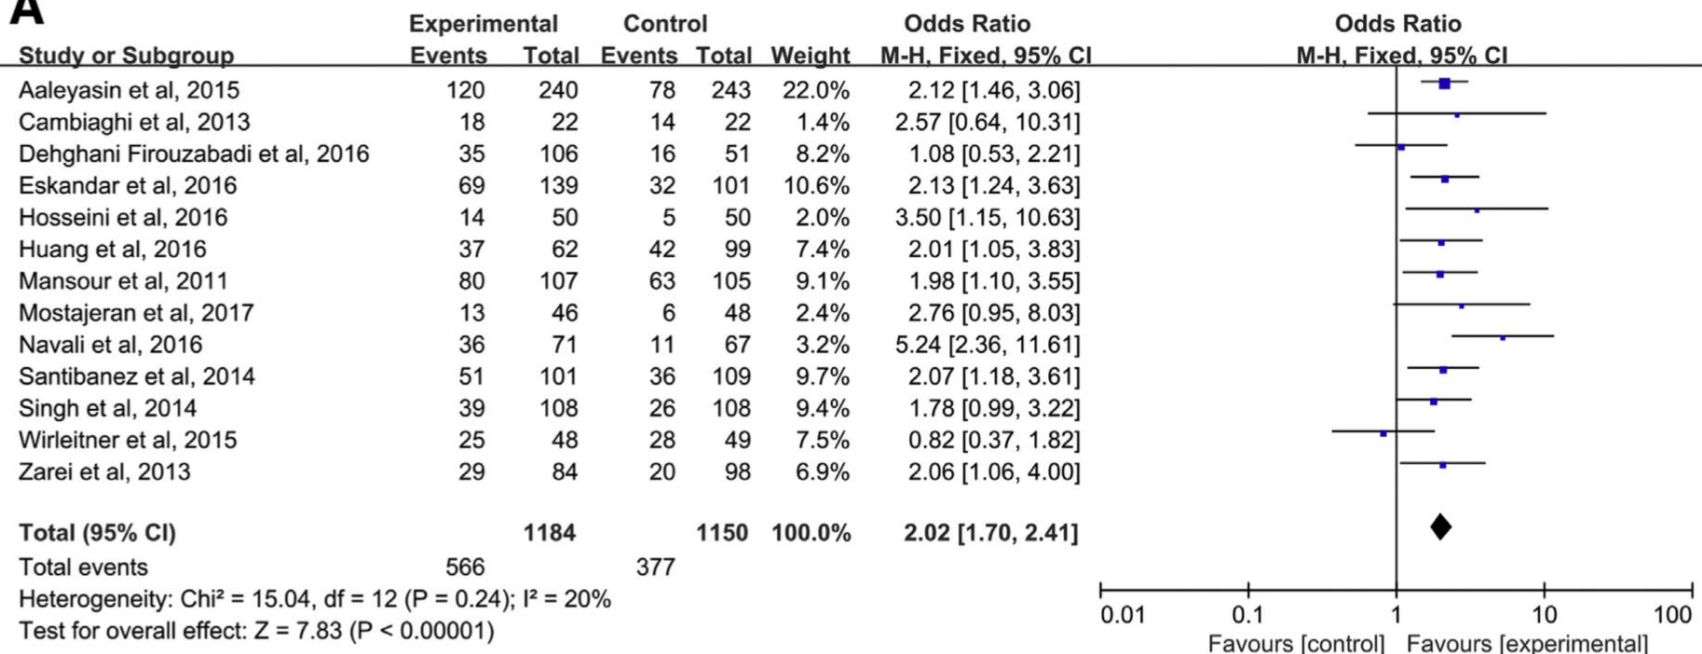 A
Experimental Control Odds Ratio Odds Ratio
Study or Subgroup Events Total Events Total Weight M-H, Fixed, 95% CI M-H, Fixed, 95% CI
Aaleyasin et al, 2015 120 240 78 243 22.0% 2.12 [1.46, 3.06]
Cambiaghi et al, 2013 18 22 14 22 1.4% 2.57 [0.64, 10.31]
Dehghani Firouzabadi et al, 2016 35 106 16 51 8.2% 1.08 [0.53, 2.21]
Eskandar et al, 2016 69 139 32 101 10.6% 2.13 [1.24, 3.63]
Hosseini et al, 2016 14 50 5 50 2.0% 3.50 [1.15, 10.63]
Huang et al, 2016 37 62 42 99 7.4% 2.01 [1.05, 3.83]
Mansour et al, 2011 80 107 63 105 9.1% 1.98 [1.10, 3.55]
Mostajeran et al, 2017 13 46 6 48 2.4% 2.76 [0.95, 8.03]
Navali et al, 2016 36 71 11 67 3.2% 5.24 [2.36, 11.61]
Santibanez et al, 2014 51 101 36 109 9.7% 2.07 [1.18, 3.61]
Singh et al, 2014 39 108 26 108 9.4% 1.78 [0.99, 3.22]
Wirleitner et al, 2015 25 48 28 49 7.5% 0.82 [0.37, 1.82]
Zarei et al, 2013 29 84 20 98 6.9% 2.06 [1.06, 4.00]
Total (95% CI) 1184 1150 100.0% 2.02 [1.70, 2.41]
Total events 566 377
Heterogeneity: Chi² = 15.04, df = 12 (P = 0.24); I² = 20%
Test for overall effect: Z = 7.83 (P < 0.00001)
0.01 0.1 1 10 100
Favours [control] Favours [experimental]